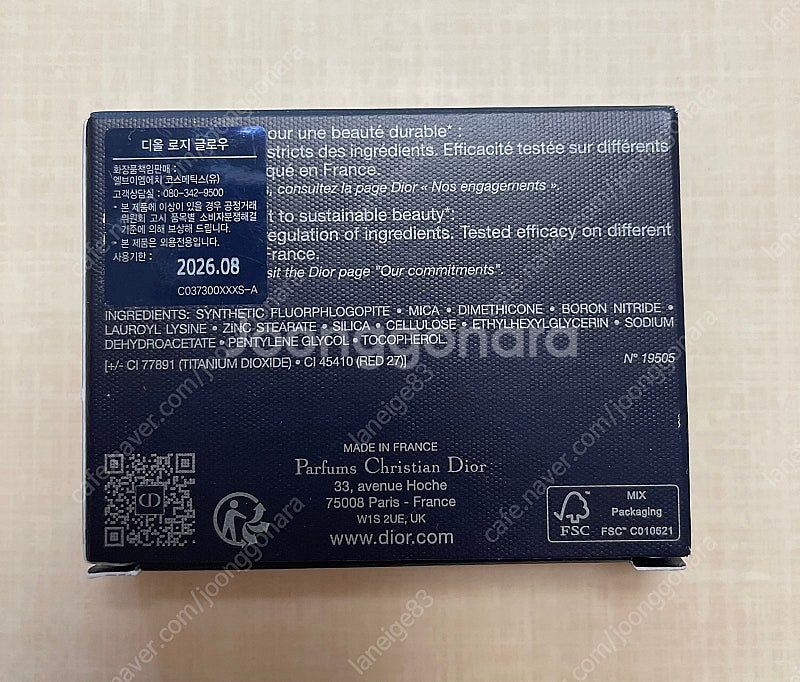 디올 로지 글로우
화장품책임판매 :
엘브이엠에치 코스메틱스(유)
고객상담실 : 080-342-9500
• 본 제품에 이상이 있을 경우 공정거래
위원회 고시 품목별 소비자분쟁해결
기준에 의해 보상해 드립니다.
• 본 제품은 외용전용입니다.
사용기한 :
2026.08
C037300XXXS-A
our une beauté durable* :
stricts des ingrédients. Efficacité testée sur différents
qué en France.
, consultez la page Dior « Nos engagements ».
t to sustainable beauty*:
egulation of ingredients. Tested efficacy on different
France.
sit the Dior page "Our commitments".
INGREDIENTS: SYNTHETIC FLUORPHLOGOPITE • MICA • DIMETHICONE • BORON NITRIDE •
LAUROYL LYSINE • ZINC STEARATE • SILICA • CELLULOSE • ETHYLHEXYLGLYCERIN • SODIUM
DEHYDROACETATE • PENTYLENE GLYCOL • TOCOPHEROL.
[+/- CI 77891 (TITANIUM DIOXIDE) • CI 45410 (RED 27)]
N° 19505
MADE IN FRANCE
Parfums Christian Dior
33, avenue Hoche
75008 Paris - France
W1S 2UE, UK
www.dior.com
CD
FSC
MIX
Packaging
FSC™ C010621
joonggonara
cafe.naver.com/joonggonara
laneige83